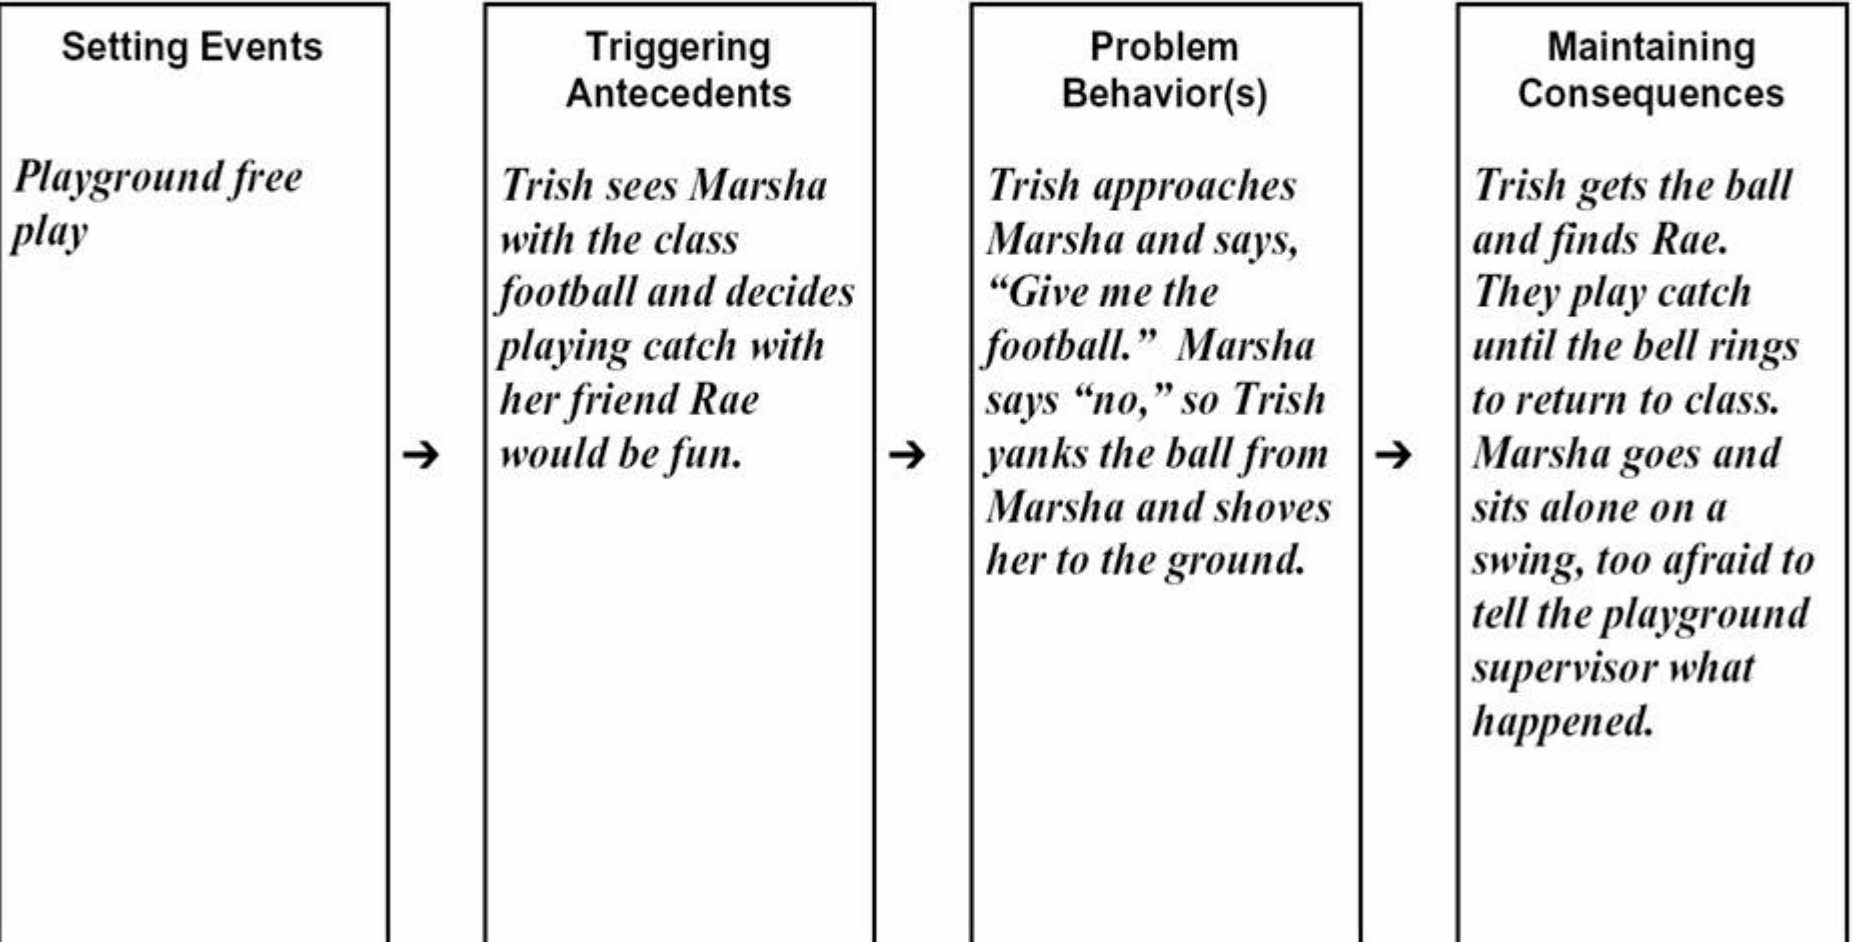 Setting Events
Playground free
play
➔
Triggering
Antecedents
Trish sees Marsha
with the class
football and decides
playing catch with
her friend Rae
would be fun.
➔
Problem
Behavior(s)
Trish approaches
Marsha and says,
“Give me the
football.”  Marsha
says “no,” so Trish
yanks the ball from
Marsha and shoves
her to the ground.
➔
Maintaining
Consequences
Trish gets the ball
and finds Rae.
They play catch
until the bell rings
to return to class.
Marsha goes and
sits alone on a
swing, too afraid to
tell the playground
supervisor what
happened.